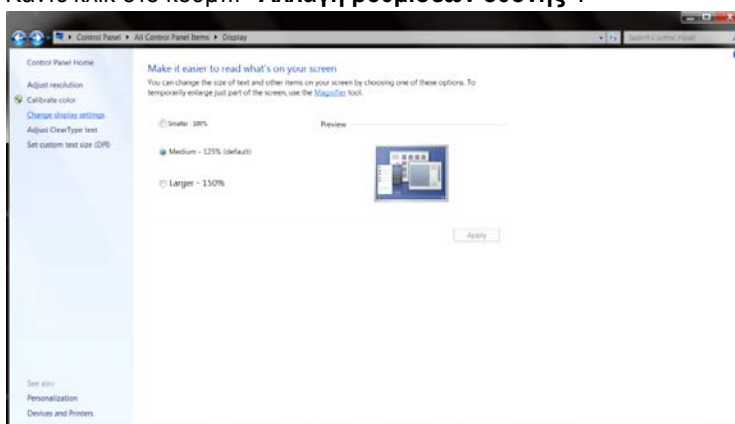 Κάντε κλικ στο κουμπί "Αλλαγή ρυθμίσεων οθόνης".
Control Panel ▸ All Control Panel Items ▸ Display
Search Control Panel
Control Panel Home
Adjust resolution
Calibrate color
Change display settings
Adjust ClearType text
Set custom text size (DPI)
Make it easier to read what's on your screen
You can change the size of text and other items on your screen by choosing one of these options. To
temporarily enlarge just part of the screen, use the Magnifier tool.
Smaller - 100%
Preview
Medium - 125% (default)
Larger - 150%
Apply
See also
Personalization
Devices and Printers